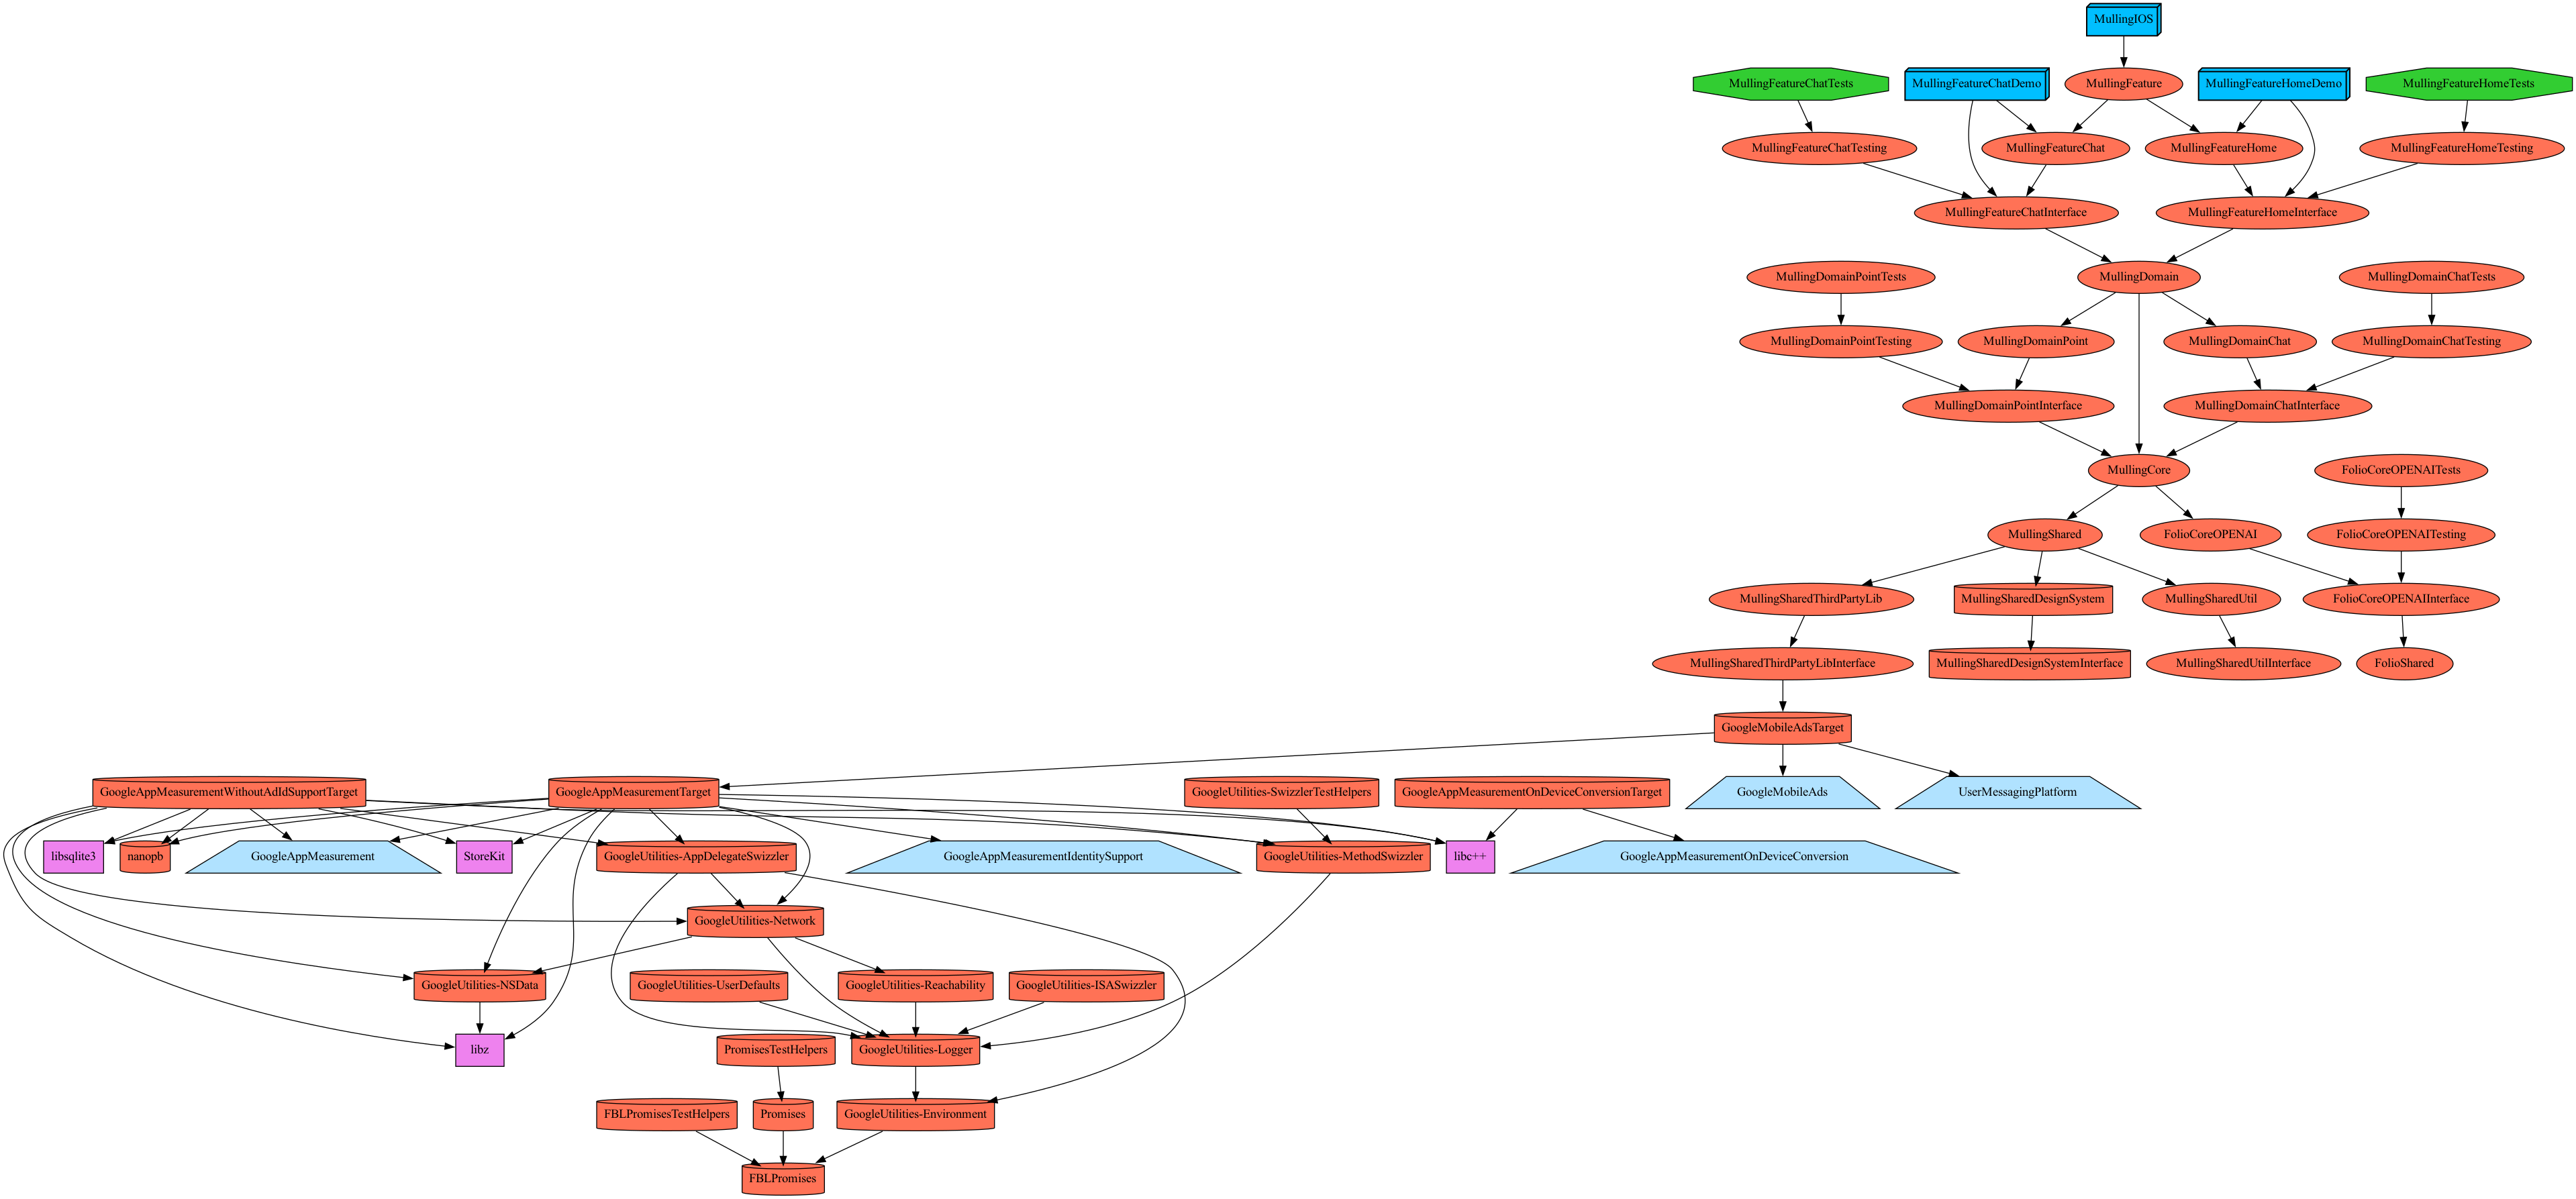 MullingIOS
MullingFeatureChatTests
MullingFeatureChatDemo
MullingFeature
MullingFeatureHomeDemo
MullingFeatureHomeTests
MullingFeatureChatTesting
MullingFeatureChat
MullingFeatureHome
MullingFeatureHomeTesting
MullingFeatureChatInterface
MullingFeatureHomeInterface
MullingDomainPointTests
MullingDomain
MullingDomainChatTests
MullingDomainPointTesting
MullingDomainPoint
MullingDomainChat
MullingDomainChatTesting
MullingDomainPointInterface
MullingDomainChatInterface
MullingCore
FolioCoreOPENAITests
MullingShared
FolioCoreOPENAI
FolioCoreOPENAITesting
MullingSharedThirdPartyLib
MullingSharedDesignSystem
MullingSharedUtil
FolioCoreOPENAIInterface
MullingSharedThirdPartyLibInterface
MullingSharedDesignSystemInterface
MullingSharedUtilInterface
FolioShared
GoogleMobileAdsTarget
GoogleAppMeasurementWithoutAdIdSupportTarget
GoogleAppMeasurementTarget
GoogleUtilities-SwizzlerTestHelpers
GoogleAppMeasurementOnDeviceConversionTarget
GoogleMobileAds
UserMessagingPlatform
libsqlite3
nanopb
GoogleAppMeasurement
StoreKit
GoogleUtilities-AppDelegateSwizzler
GoogleAppMeasurementIdentitySupport
GoogleUtilities-MethodSwizzler
libc++
GoogleAppMeasurementOnDeviceConversion
GoogleUtilities-Network
GoogleUtilities-NSData
GoogleUtilities-UserDefaults
GoogleUtilities-Reachability
GoogleUtilities-ISASwizzler
libz
PromisesTestHelpers
GoogleUtilities-Logger
FBLPromisesTestHelpers
Promises
GoogleUtilities-Environment
FBLPromises